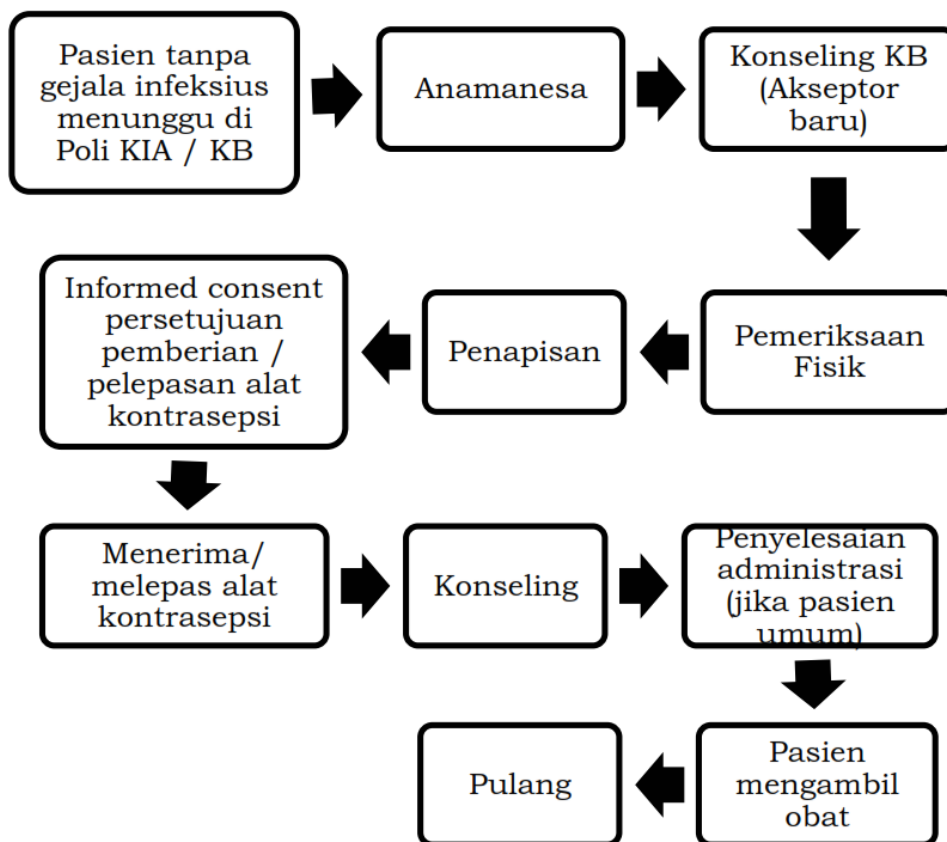 Pasien tanpa
gejala infeksius
menunggu di
Poli KIA / KB
Anamanesa
Konseling KB
(Akseptor
baru)
Pemeriksaan
Fisik
Penapisan
Informed consent
persetujuan
pemberian /
pelepasan alat
kontrasepsi
Menerima/
melepas alat
kontrasepsi
Konseling
Penyelesaian
administrasi
(jika pasien
umum)
Pasien
mengambil
obat
Pulang